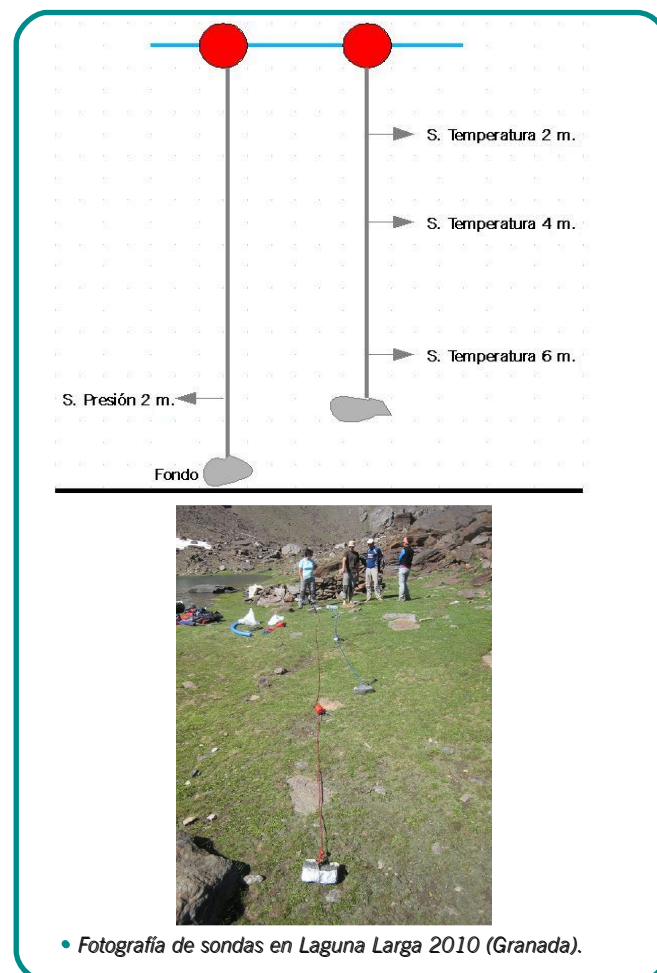 S. Temperatura 2 m.
S. Temperatura 4 m.
S. Temperatura 6 m.
S. Presión 2 m.
Fondo
• Fotografía de sondas en Laguna Larga 2010 (Granada).